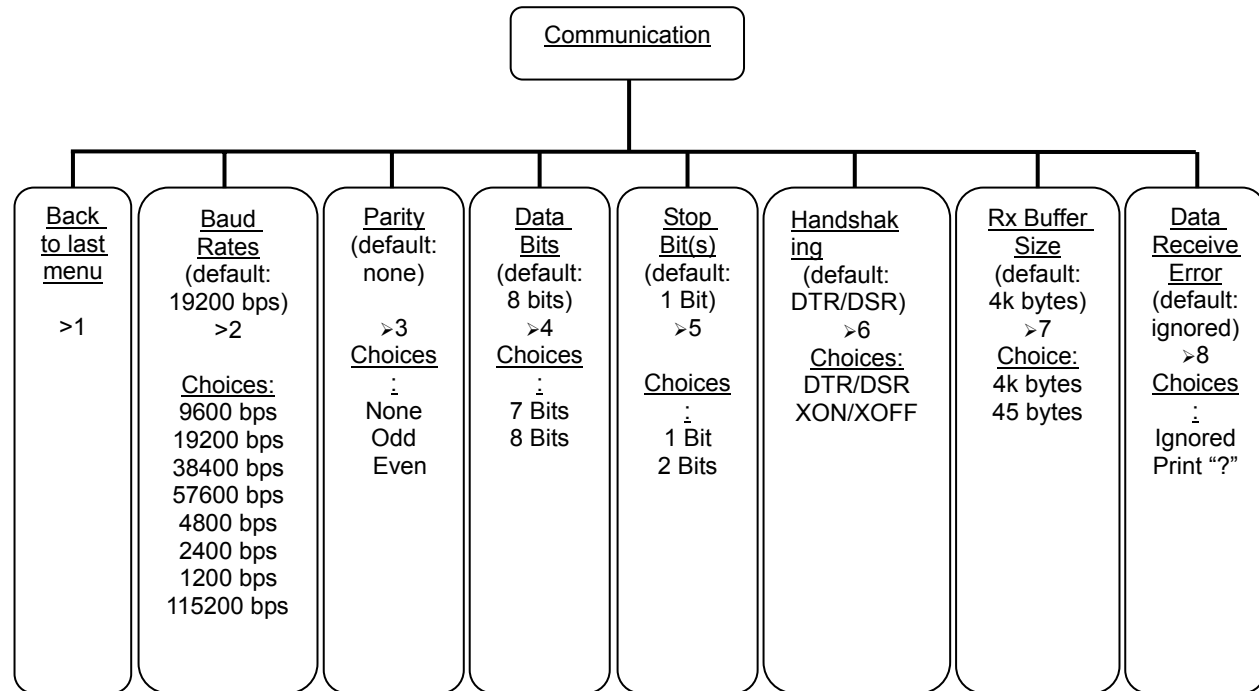 Communication
Back
to last
menu
>1
Baud
Rates
(default:
19200 bps)
>2
Choices:
9600 bps
19200 bps
38400 bps
57600 bps
4800 bps
2400 bps
1200 bps
115200 bps
Parity
(default:
none)
➢3
Choices
:
None
Odd
Even
Data
Bits
(default:
8 bits)
➢4
Choices
:
7 Bits
8 Bits
Stop
Bit(s)
(default:
1 Bit)
➢5
Choices
:
1 Bit
2 Bits
Handshak
ing
(default:
DTR/DSR)
➢6
Choices:
DTR/DSR
XON/XOFF
Rx Buffer
Size
(default:
4k bytes)
➢7
Choice:
4k bytes
45 bytes
Data
Receive
Error
(default:
ignored)
➢8
Choices
:
Ignored
Print “?”